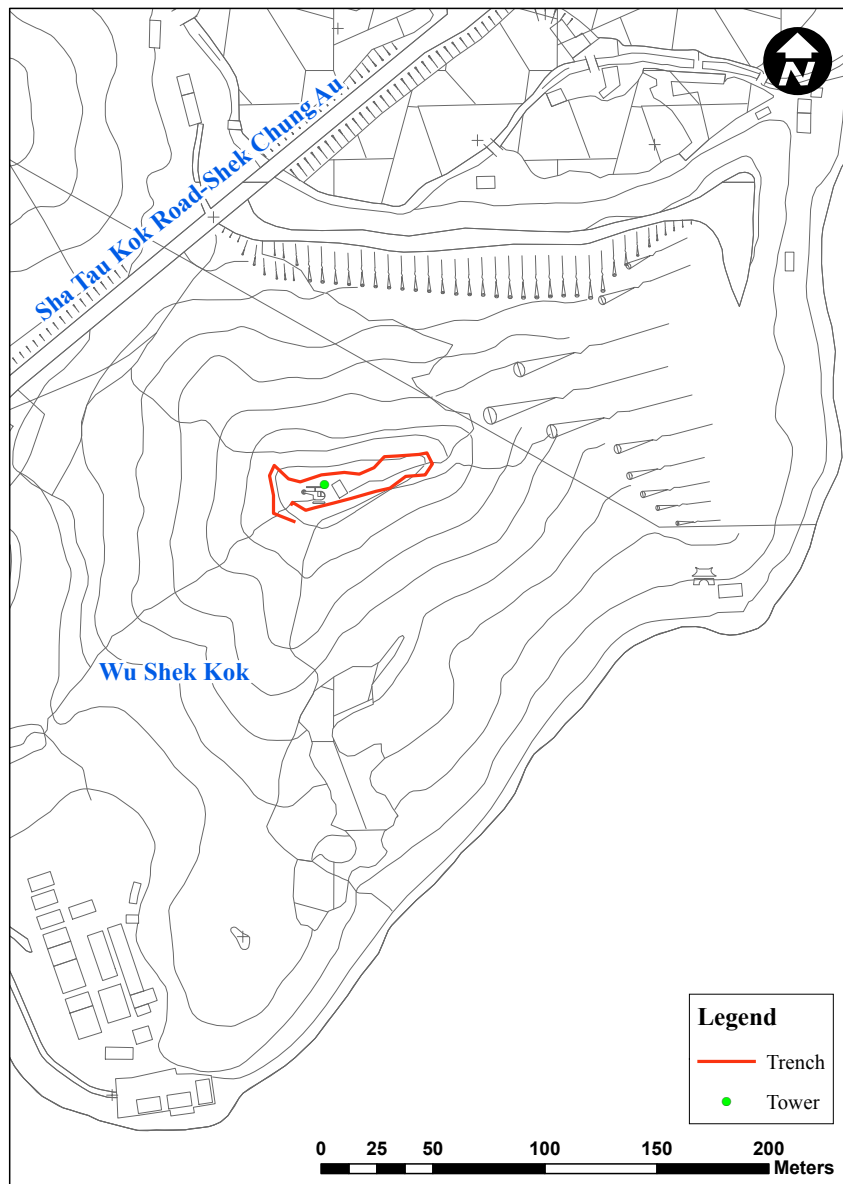 N
Sha Tau Kok Road-Shek Chung Au
Wu Shek Kok
Legend
Trench
Tower
0 25 50 100 150 200
Meters